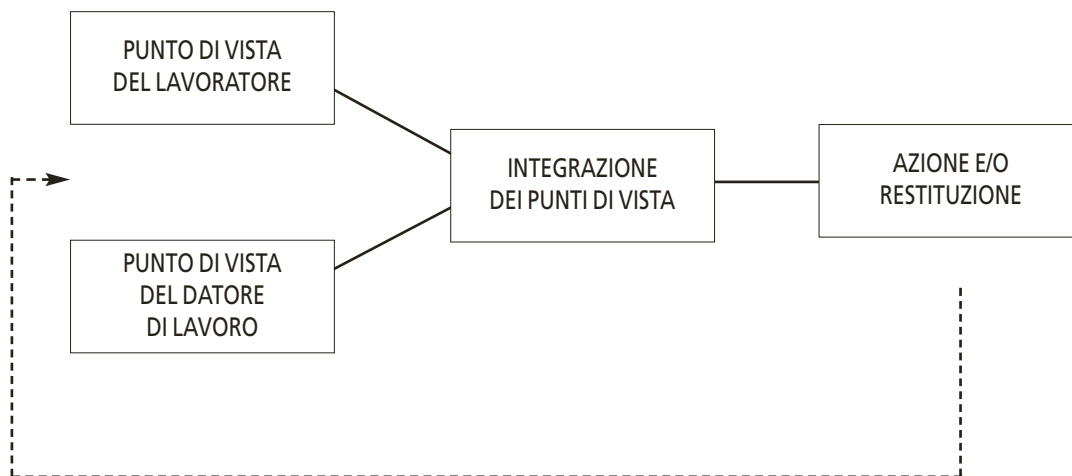 PUNTO DI VISTA
DEL LAVORATORE
INTEGRAZIONE
DEI PUNTI DI VISTA
AZIONE E/O
RESTITUZIONE
PUNTO DI VISTA
DEL DATORE
DI LAVORO